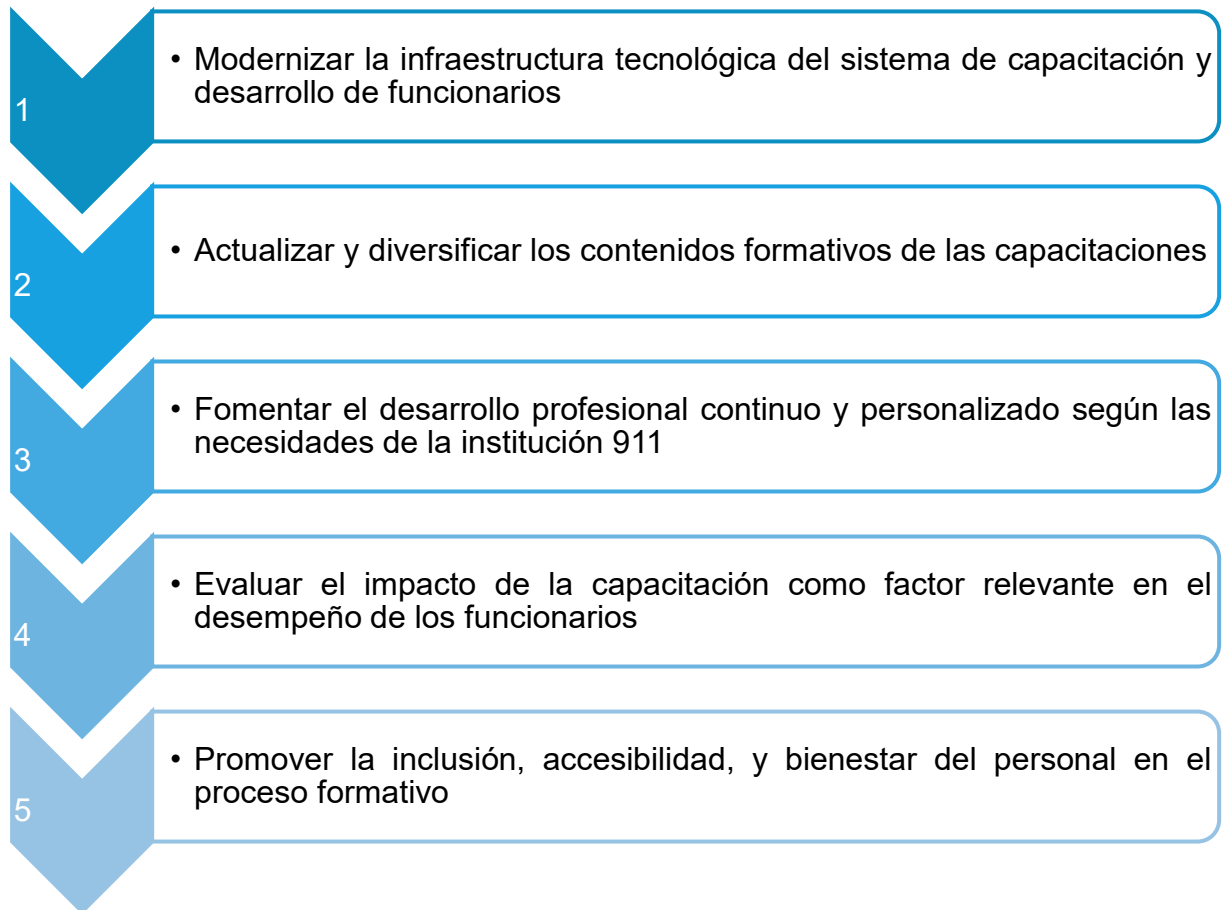 1
• Modernizar la infraestructura tecnológica del sistema de capacitación y
desarrollo de funcionarios
2
• Actualizar y diversificar los contenidos formativos de las capacitaciones
3
• Fomentar el desarrollo profesional continuo y personalizado según las
necesidades de la institución 911
4
• Evaluar el impacto de la capacitación como factor relevante en el
desempeño de los funcionarios
5
• Promover la inclusión, accesibilidad, y bienestar del personal en el
proceso formativo